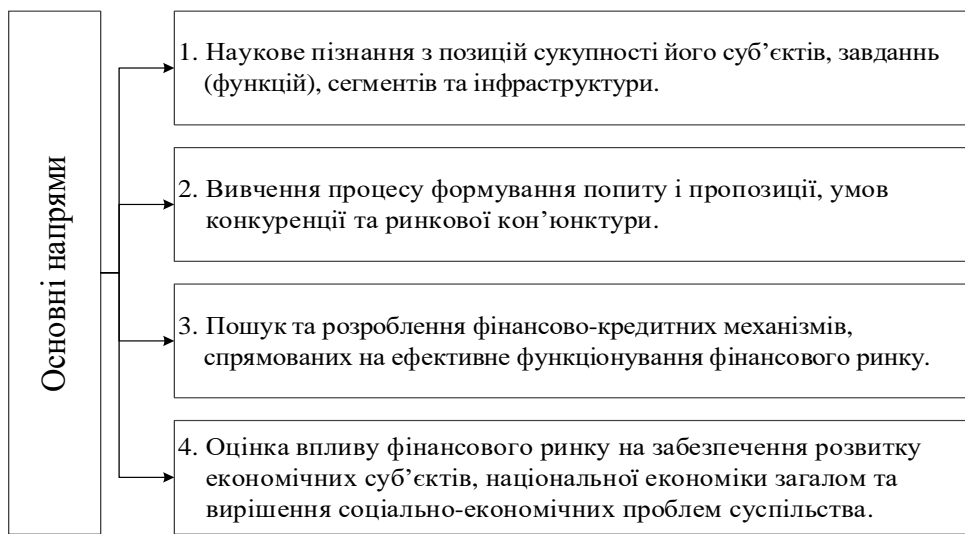 Основні напрями
1. Наукове пізнання з позицій сукупності його суб’єктів, завданнь
(функцій), сегментів та інфраструктури.
2. Вивчення процесу формування попиту і пропозиції, умов
конкуренції та ринкової кон’юнктури.
3. Пошук та розроблення фінансово-кредитних механізмів,
спрямованих на ефективне функціонування фінансового ринку.
4. Оцінка впливу фінансового ринку на забезпечення розвитку
економічних суб’єктів, національної економіки загалом та
вирішення соціально-економічних проблем суспільства.